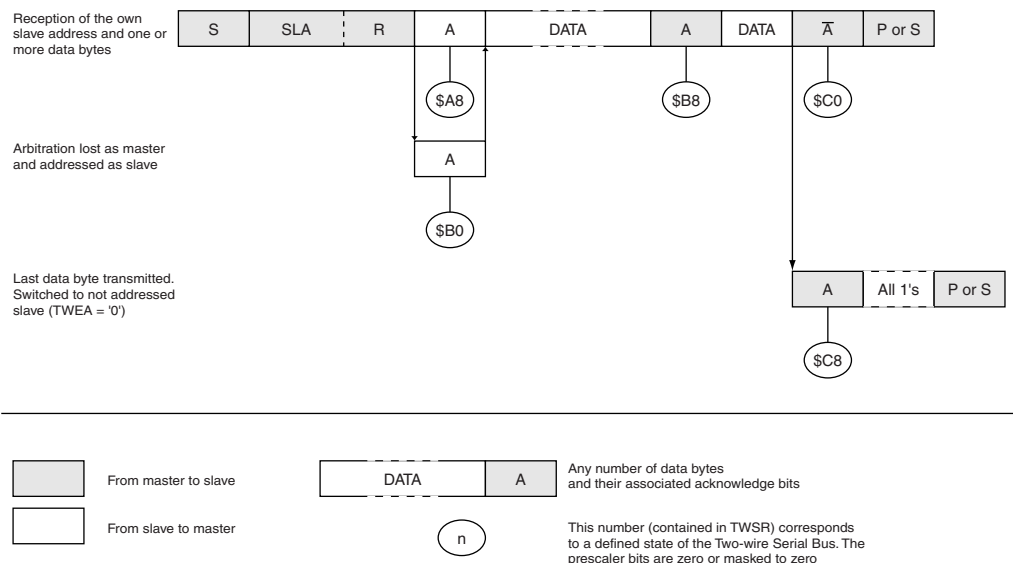 Reception of the own
slave address and one or
more data bytes
S SLA R A DATA A DATA A̅ P or S
$A8 $B8 $C0
Arbitration lost as master
and addressed as slave
A
$B0
Last data byte transmitted.
Switched to not addressed
slave (TWEA = '0')
A All 1's P or S
$C8
From master to slave
DATA A
Any number of data bytes
and their associated acknowledge bits
From slave to master
n
This number (contained in TWSR) corresponds
to a defined state of the Two-wire Serial Bus. The
prescaler bits are zero or masked to zero